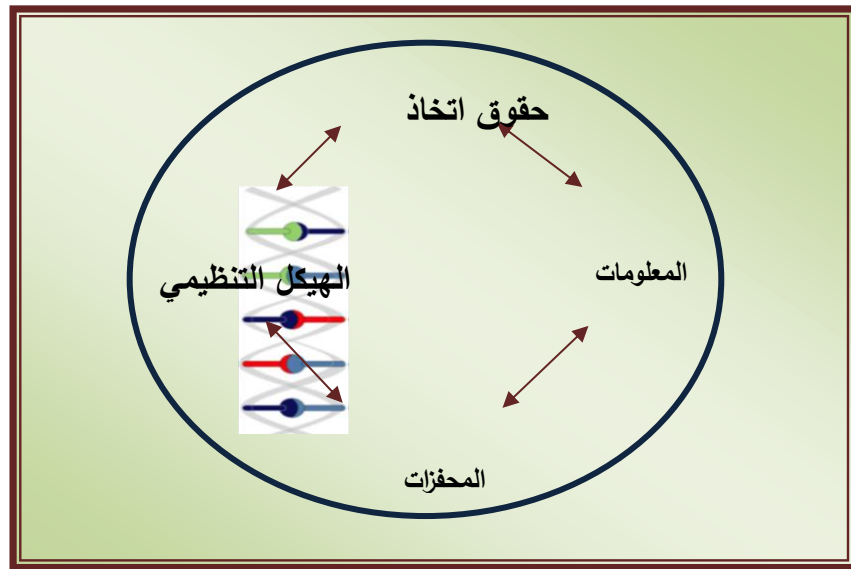 حقوق اتخاذ
المعلومات
الهيكل التنظيمي
المحفزات